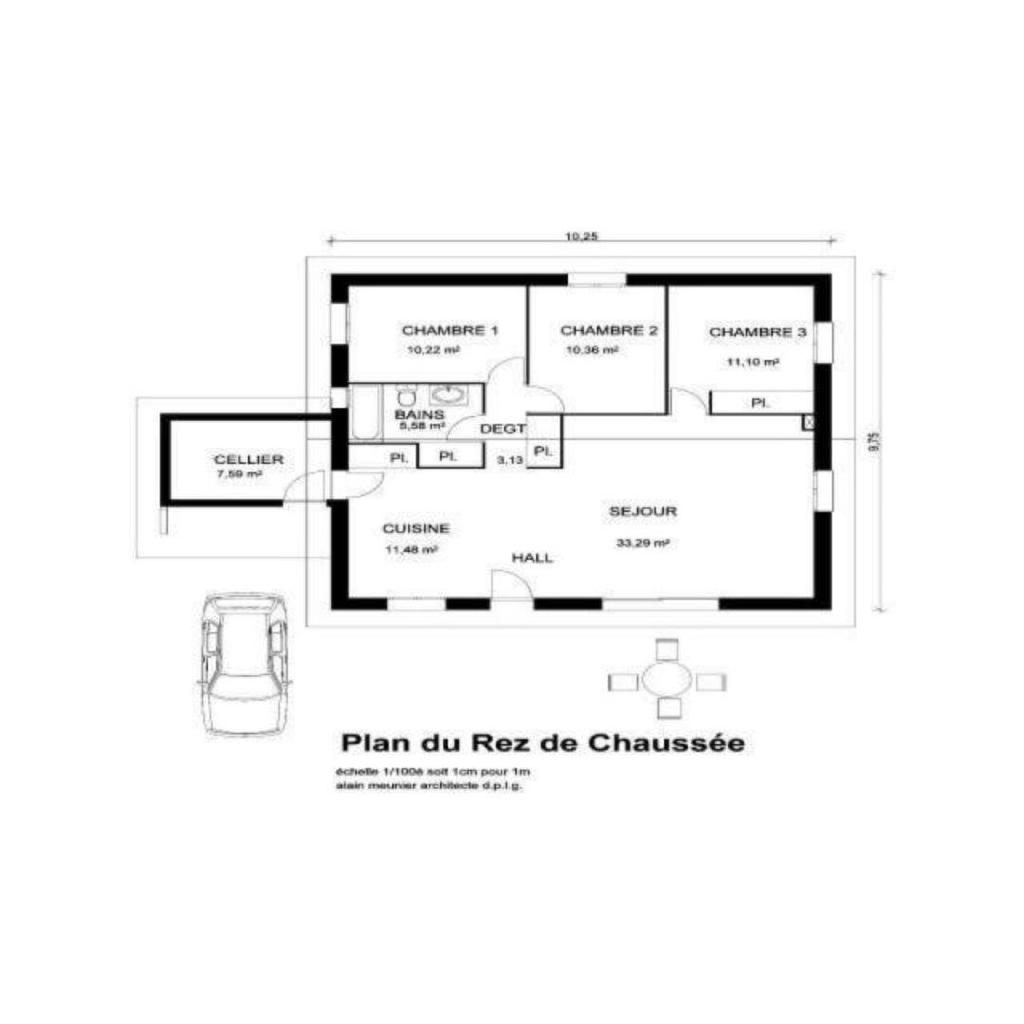 10,25
CHAMBRE 1
10,22 m²
CHAMBRE 2
10,36 m²
CHAMBRE 3
11,10 m²
Pl.
BAINS
5,58 m²
DEGT
3,13
Pl.
Pl.
Pl.
9,75
CELLIER
7,59 m²
CUISINE
11,48 m²
HALL
SEJOUR
33,29 m²
Plan du Rez de Chaussée
échelle 1/100è soit 1cm pour 1m
alain meunier architecte d.p.l.g.